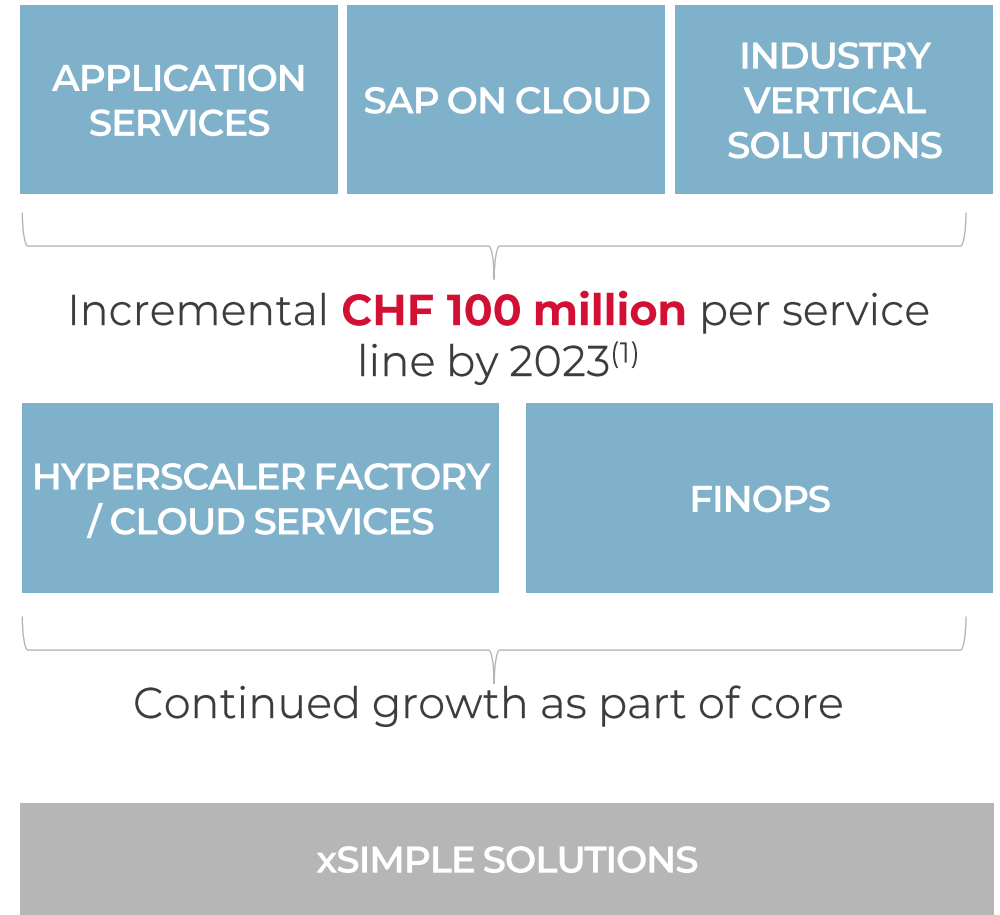 APPLICATION
SERVICES
SAP ON CLOUD
INDUSTRY
VERTICAL
SOLUTIONS
Incremental CHF 100 million per service
line by 2023(1)
HYPERSCALER FACTORY
/ CLOUD SERVICES
FINOPS
Continued growth as part of core
xSIMPLE SOLUTIONS